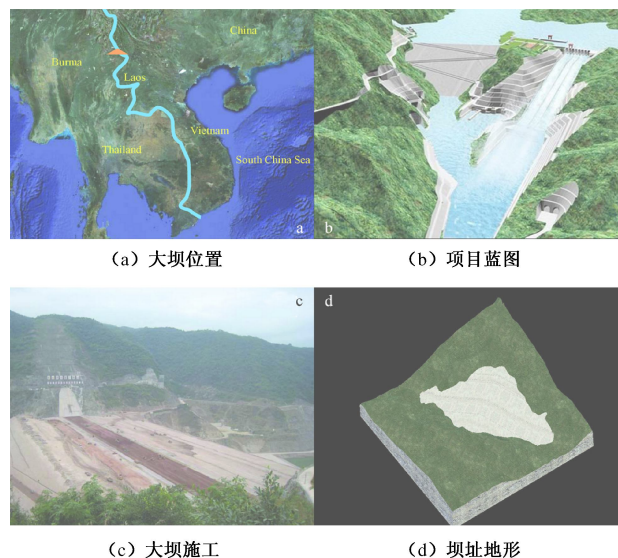 China
Burma
Laos
Vietnam
Thailand
South China Sea
a
b
(a) 大坝位置
(b) 项目蓝图
c
d
(c) 大坝施工
(d) 坝址地形